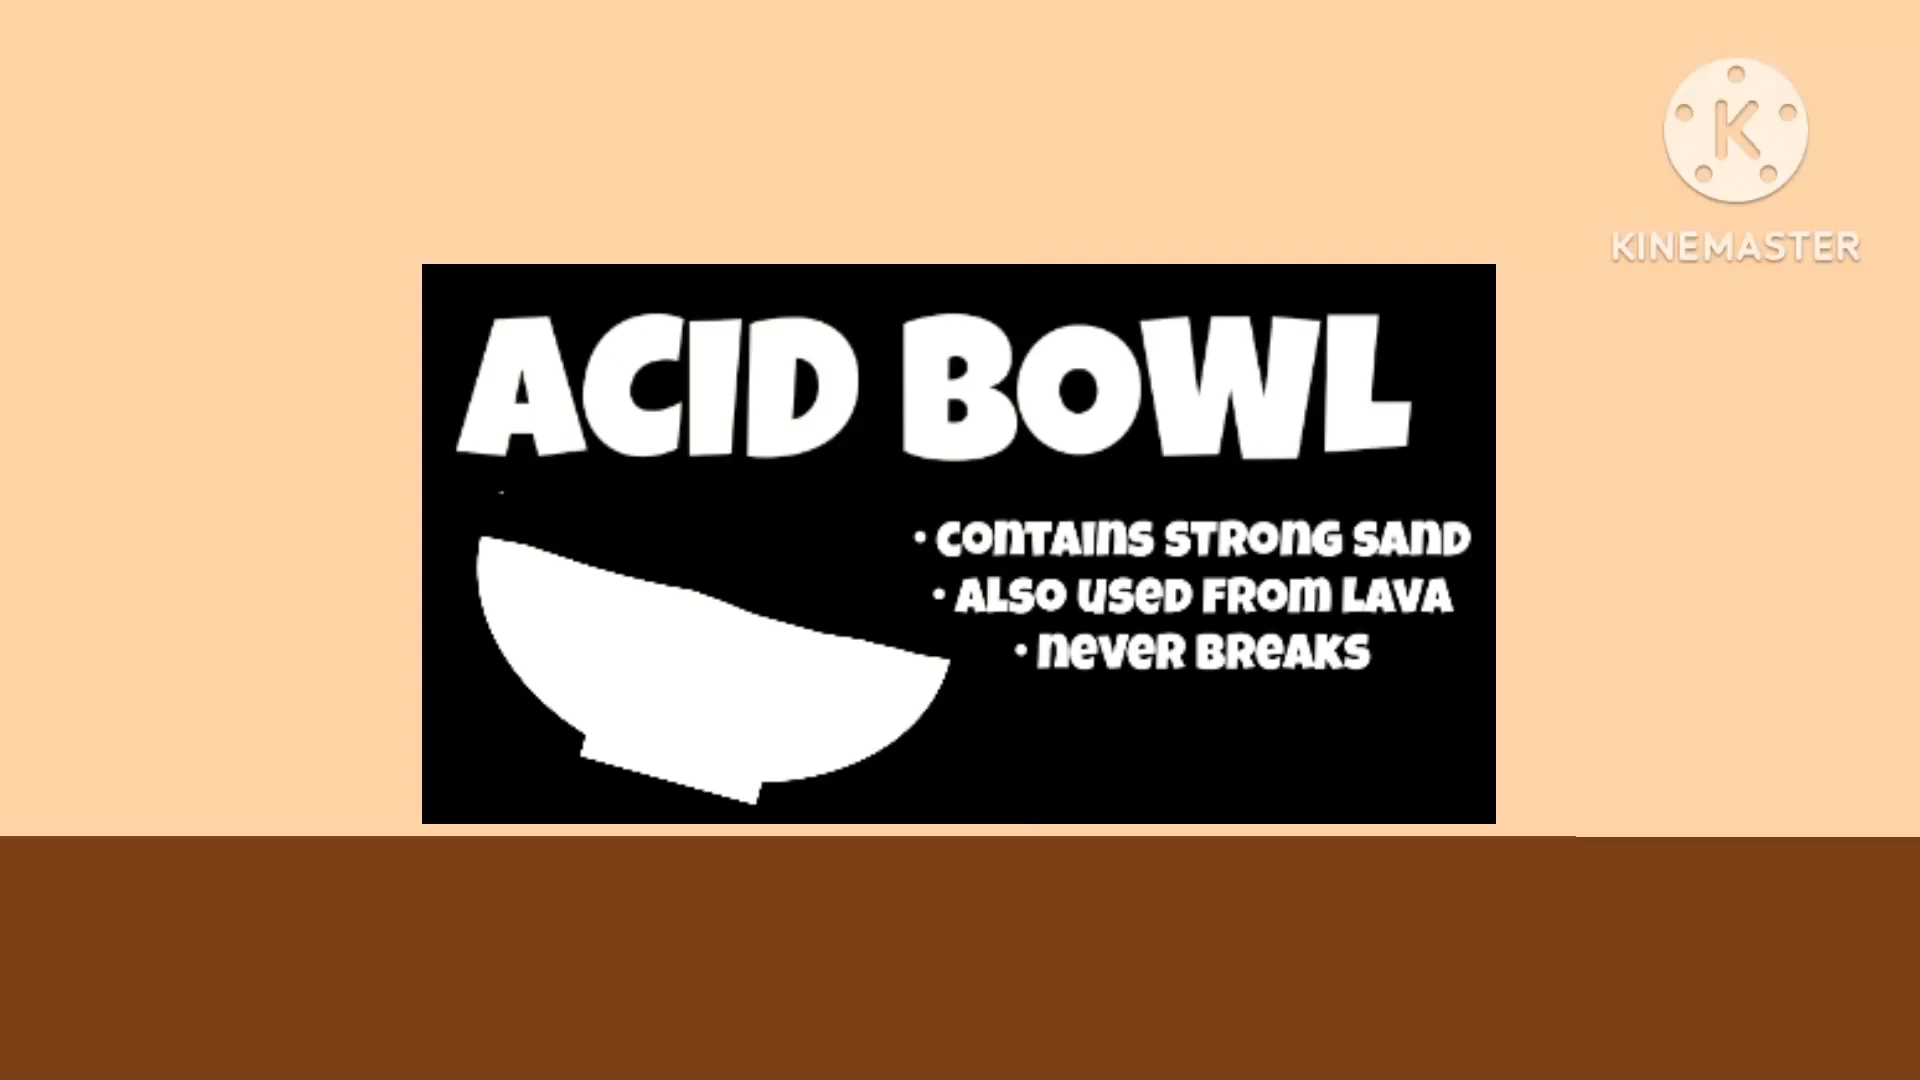 K
KINEMASTER
ACID BOWL
• CONTAINS STRONG SAND
• ALSO USED FROM LAVA
• NEVER BREAKS